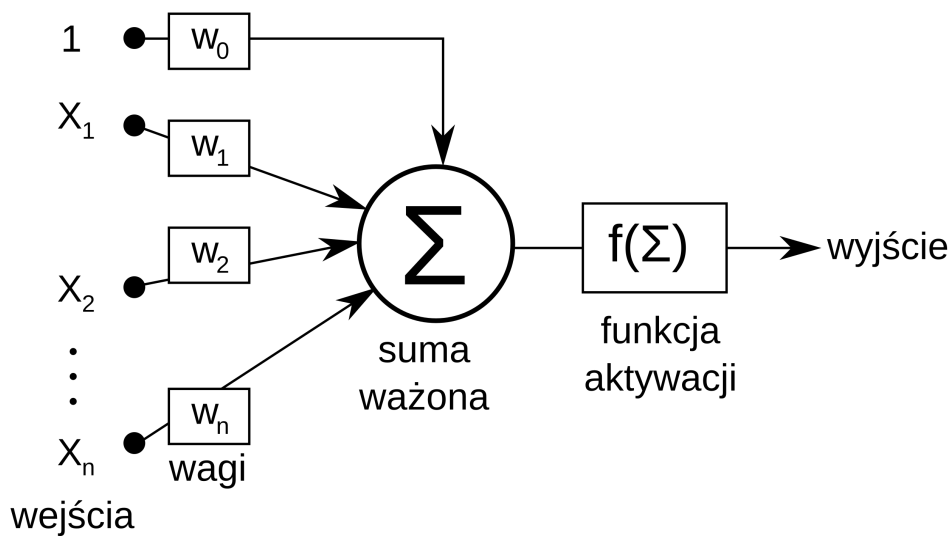 1
w₀
X₁
w₁
X₂
w₂
Xₙ
wₙ
wagi
wejścia
Σ
suma
ważona
f(Σ)
funkcja
aktywacji
wyjście